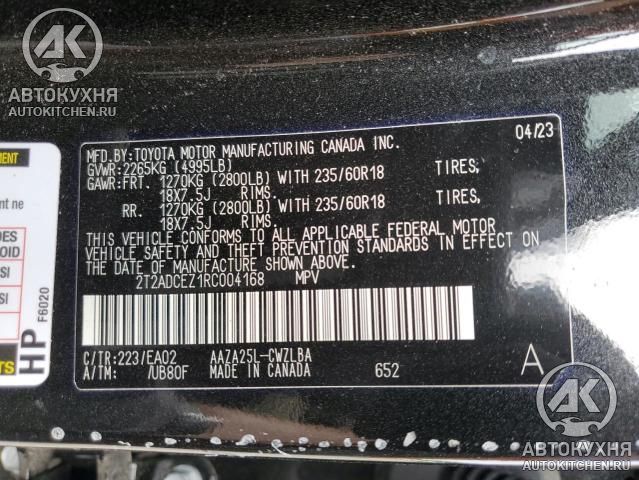 АК
АВТОКУХНЯ
AUTOKITCHEN.RU
04/23
MFD.BY:TOYOTA MOTOR MANUFACTURING CANADA INC.
GVWR:2265KG (4995LB)
GAWR:FRT. 1270KG (2800LB) WITH 235/60R18 TIRES,
18X7.5J RIMS.
RR. 1270KG (2800LB) WITH 235/60R18 TIRES,
18X7.5J RIMS.
THIS VEHICLE CONFORMS TO ALL APPLICABLE FEDERAL MOTOR
VEHICLE SAFETY AND THEFT PREVENTION STANDARDS IN EFFECT ON
THE DATE OF MANUFACTURE SHOWN ABOVE.
2T2ADCEZ1RC004168 MPV
C/TR:223/EA02 AAZA25L-CWZLBA
A/TM: /UB80F MADE IN CANADA 652 A
HP
F6020
АК
АВТОКУХНЯ
AUTOKITCHEN.RU